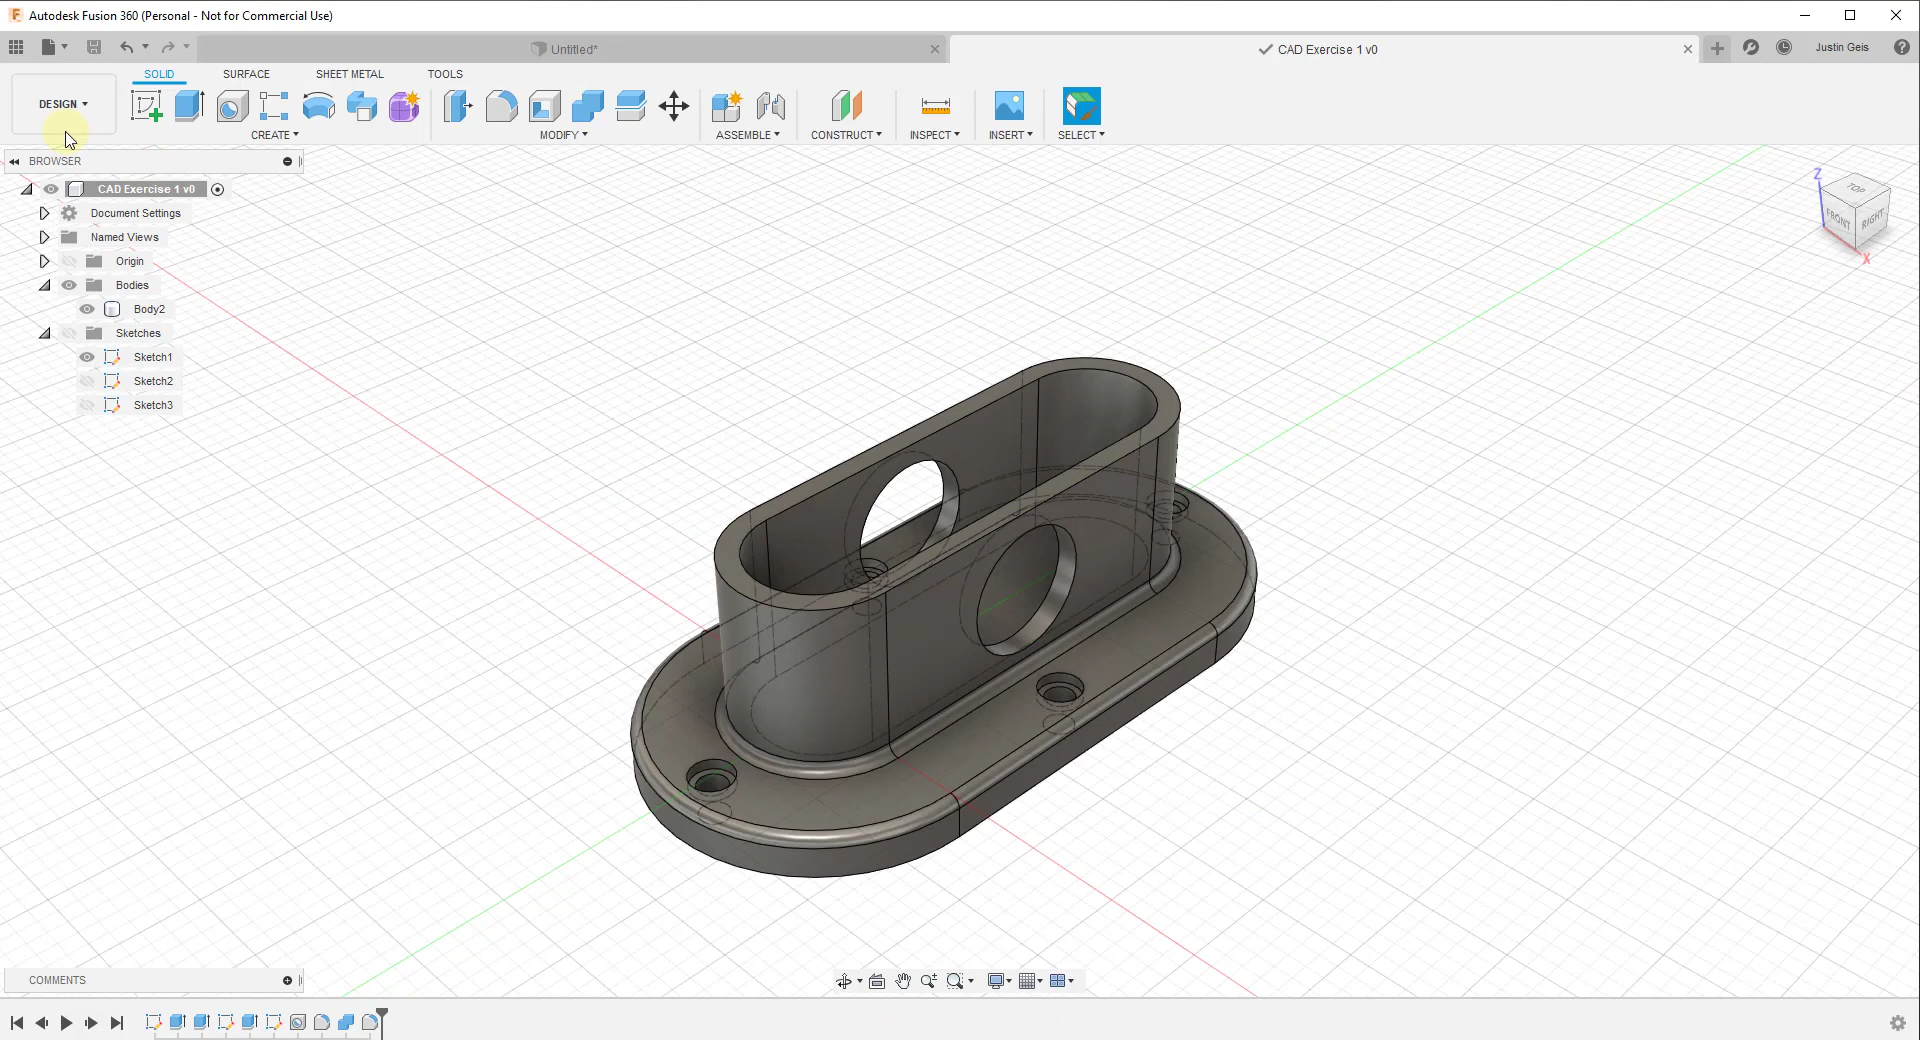 Autodesk Fusion 360 (Personal - Not for Commercial Use)
Untitled*
CAD Exercise 1 v0
Justin Geis
SOLID
SURFACE
SHEET METAL
TOOLS
DESIGN
CREATE
MODIFY
ASSEMBLE
CONSTRUCT
INSPECT
INSERT
SELECT
BROWSER
CAD Exercise 1 v0
Document Settings
Named Views
Origin
Bodies
Body2
Sketches
Sketch1
Sketch2
Sketch3
Z
TOP
FRONT
RIGHT
X
COMMENTS